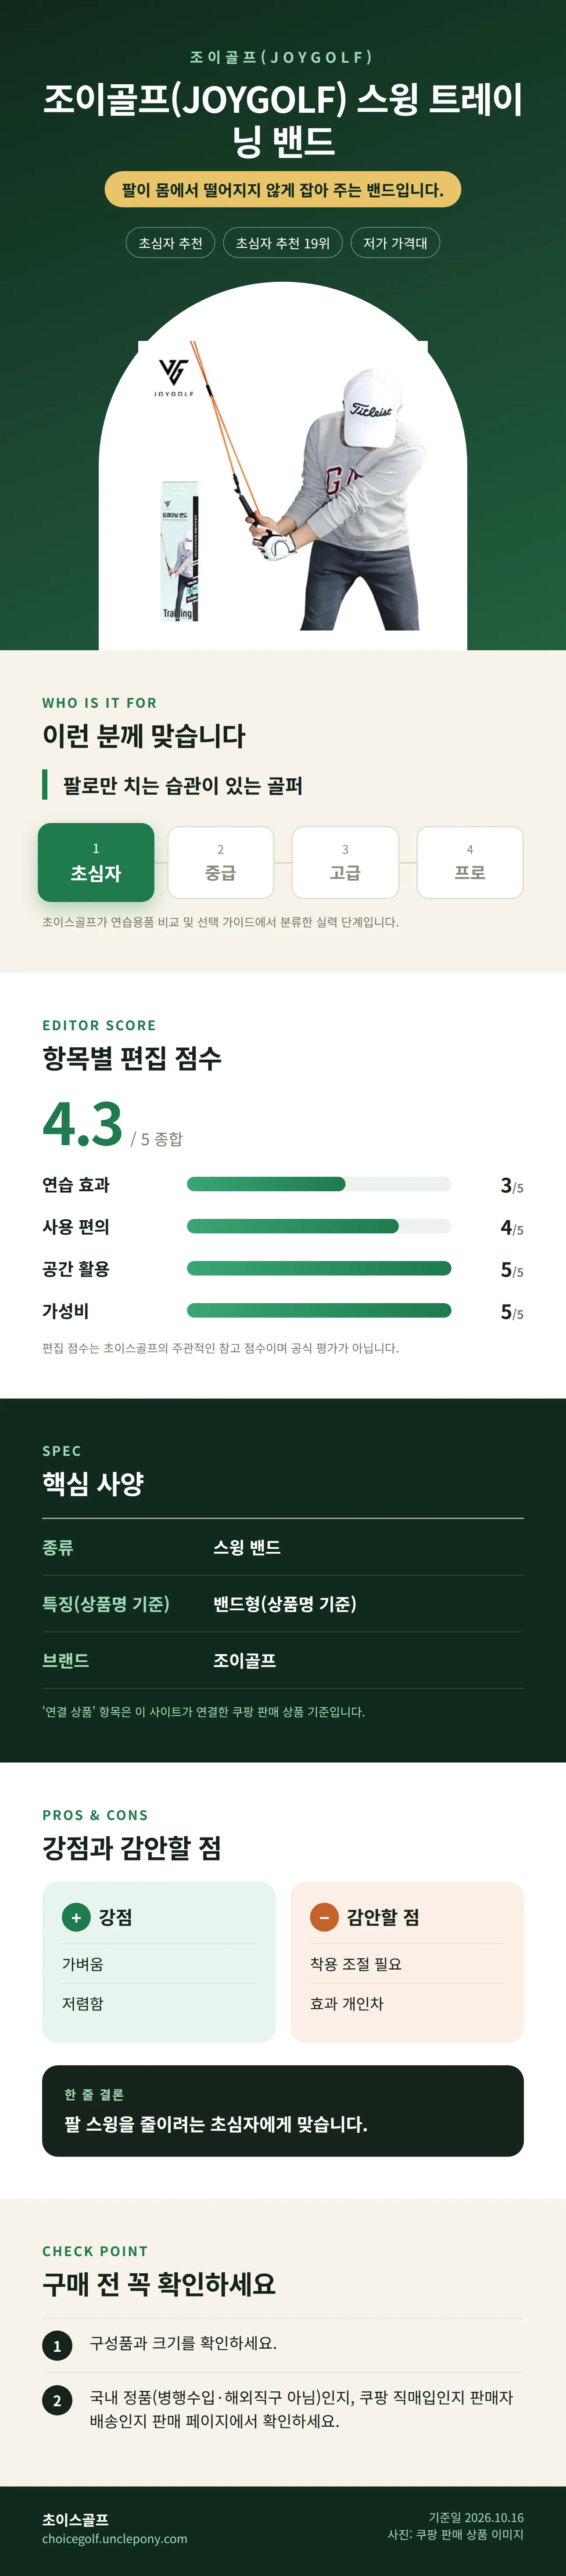 조이골프(JOYGOLF)
조이골프(JOYGOLF) 스윙 트레이
닝 밴드
팔이 몸에서 떨어지지 않게 잡아 주는 밴드입니다.
초심자 추천
초심자 추천 19위
저가 가격대
JOYGOLF
Titleist
GA
트레이닝 밴드
Training
WHO IS IT FOR
이런 분께 맞습니다
팔로만 치는 습관이 있는 골퍼
1
초심자
2
중급
3
고급
4
프로
초이스골프가 연습용품 비교 및 선택 가이드에서 분류한 실력 단계입니다.
EDITOR SCORE
항목별 편집 점수
4.3 / 5 종합
연습 효과 3/5
사용 편의 4/5
공간 활용 5/5
가성비 5/5
편집 점수는 초이스골프의 주관적인 참고 점수이며 공식 평가가 아닙니다.
SPEC
핵심 사양
종류 스윙 밴드
특징(상품명 기준) 밴드형(상품명 기준)
브랜드 조이골프
'연결 상품' 항목은 이 사이트가 연결한 쿠팡 판매 상품 기준입니다.
PROS & CONS
강점과 감안할 점
+ 강점
가벼움
저렴함
− 감안할 점
착용 조절 필요
효과 개인차
한 줄 결론
팔 스윙을 줄이려는 초심자에게 맞습니다.
CHECK POINT
구매 전 꼭 확인하세요
1 구성품과 크기를 확인하세요.
2 국내 정품(병행수입·해외직구 아님)인지, 쿠팡 직매입인지 판매자
배송인지 판매 페이지에서 확인하세요.
초이스골프
choicegolf.unclepony.com
기준일 2026.10.16
사진: 쿠팡 판매 상품 이미지